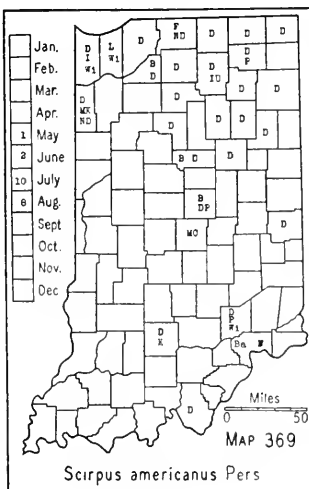 Jan.
Feb.
Mar.
Apr.
1 May
2 June
10 July
8 Aug.
Sept
Oct.
Nov.
Dec
D I W1
L W1
D
F ND
D
D
D
B D
D
D IU
D P
D
D MK ND
D
D
D
D
D
D
D
B D
D
B DP
MC
D
D K
D P W1
Ba
D
Miles
0 50
MAP 369
Scirpus americanus Pers